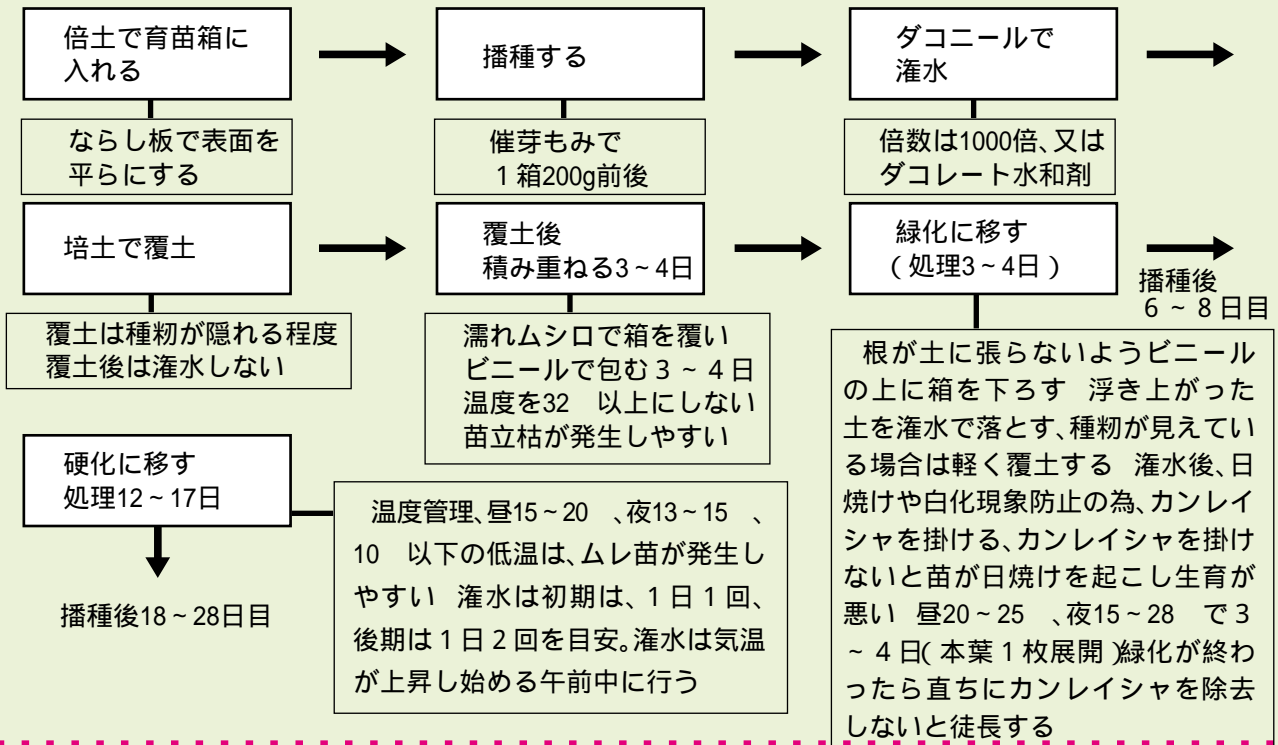 倍土で育苗箱に
入れる
ならし板で表面を
平らにする
播種する
催芽もみで
1箱200g前後
ダコニールで
潅水
倍数は1000倍、又は
ダコレート水和剤
培土で覆土
覆土は種籾が隠れる程度
覆土後は潅水しない
覆土後
積み重ねる3~4日
濡れムシロで箱を覆い
ビニールで包む3~4日
温度を32 以上にしない
苗立枯が発生しやすい
緑化に移す
(処理3~4日)
播種後
6~8日目
根が土に張らないようビニール
の上に箱を下ろす 浮き上がった
土を潅水で落とす、種籾が見えてい
る場合は軽く覆土する 潅水後、日
焼けや白化現象防止の為、カンレイ
シャを掛ける、カンレイシャを掛け
ないと苗が日焼けを起こし生育が
悪い 昼20~25 、夜15~28 で3
~4日(本葉1枚展開)緑化が終わ
ったら直ちにカンレイシャを除去
しないと徒長する
硬化に移す
処理12~17日
温度管理、昼15~20 、夜13~15 、
10 以下の低温は、ムレ苗が発生し
やすい 潅水は初期は、1日1回、
後期は1日2回を目安。潅水は気温
が上昇し始める午前中に行う
播種後18~28日目